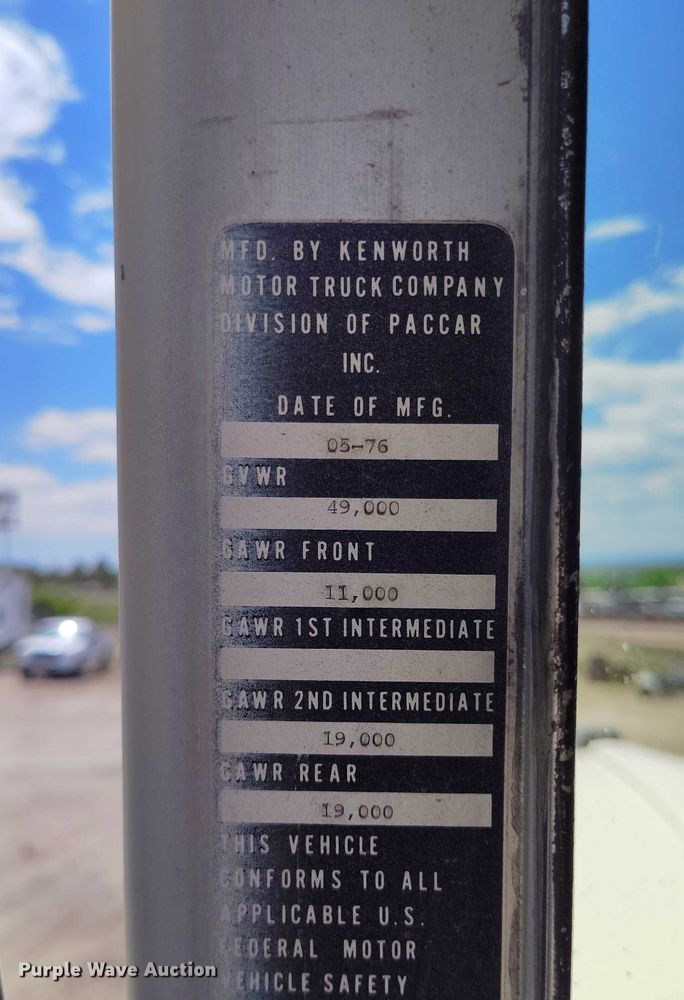 MFD. BY KENWORTH
MOTOR TRUCK COMPANY
DIVISION OF PACCAR
INC.
DATE OF MFG.
05-76
GVWR
49,000
GAWR FRONT
11,000
GAWR 1ST INTERMEDIATE
GAWR 2ND INTERMEDIATE
19,000
GAWR REAR
19,000
THIS VEHICLE
CONFORMS TO ALL
APPLICABLE U.S.
FEDERAL MOTOR
VEHICLE SAFETY
Purple Wave Auction